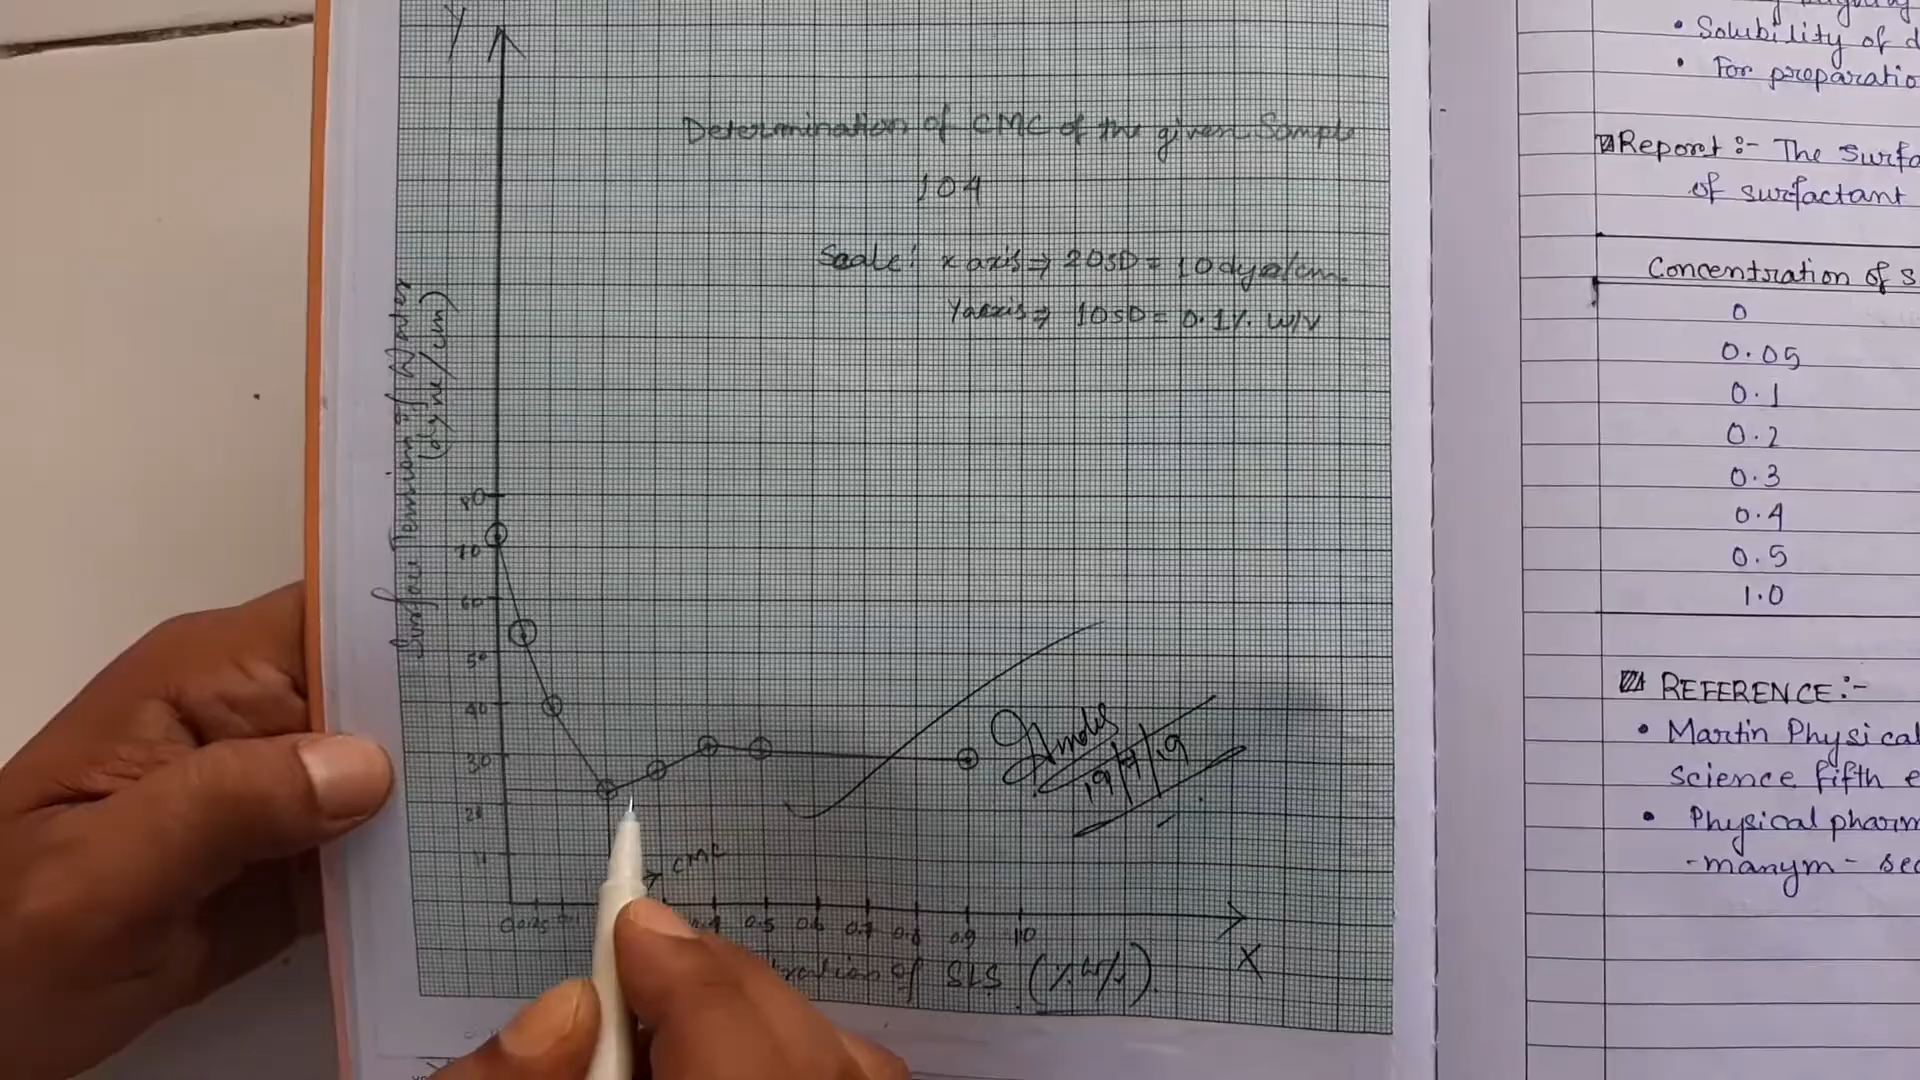 Y
Determination of CMC of the given Sample
104
Scale: x axis → 20SD = 10 dyne/cm
Y axis → 10SD = 0.1% w/v
Surface Tension of Water
(dyne/cm)
80
70
60
50
40
30
20
→ CMC
0.4 0.5 0.6 0.7 0.8 0.9 10
of SLS (% w/v)
X
19/7/19
• Solubility of
• For preparatio
Report :- The Surfa
of surfactant
Concentration of S
0
0.05
0.1
0.2
0.3
0.4
0.5
1.0
REFERENCE:-
• Martin Physical
science fifth e
• Physical pharm
-manym - sec